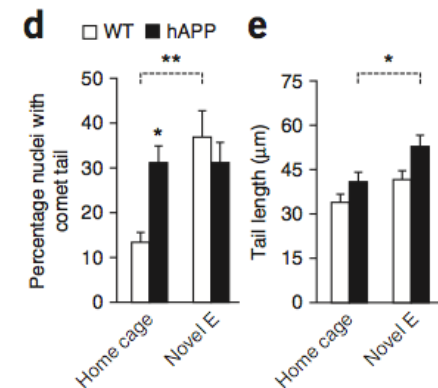 d
□ WT ■ hAPP
Percentage nuclei with
comet tail
50
40
30
20
10
0
**
*
Home cage
Novel E
e
Tail length (μm)
75
60
45
30
15
0
*
Home cage
Novel E